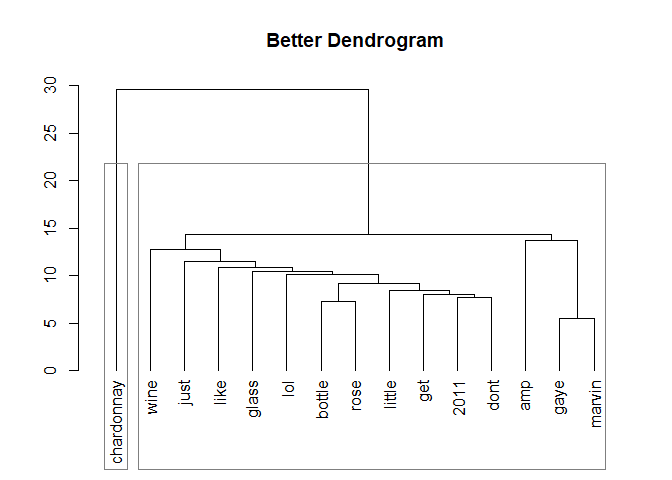 Better Dendrogram
30
25
20
15
10
5
0
chardonnay
wine
just
like
glass
lol
bottle
rose
little
get
2011
dont
amp
gaye
marvin